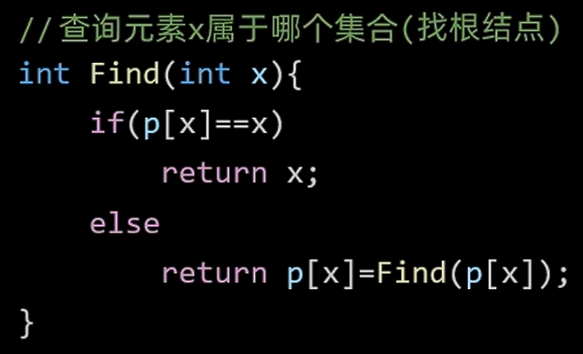 //查询元素x属于哪个集合(找根结点)
int Find(int x){
    if(p[x]==x)
        return x;
    else
        return p[x]=Find(p[x]);
}